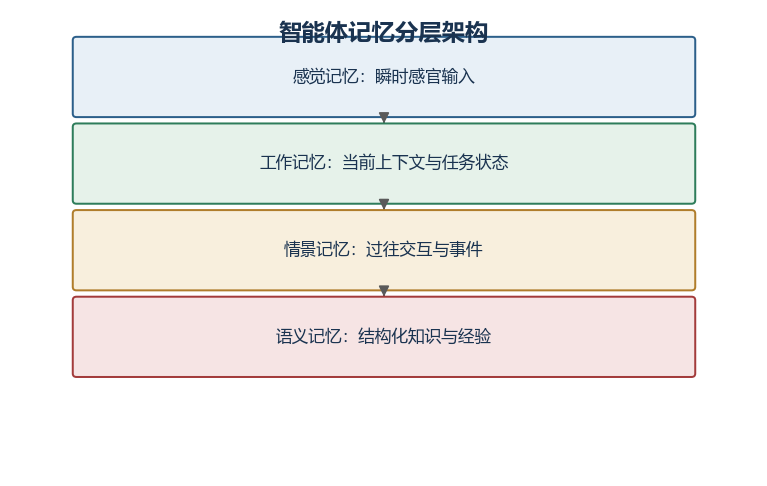 智能体记忆分层架构
感觉记忆：瞬时感官输入
工作记忆：当前上下文与任务状态
情景记忆：过往交互与事件
语义记忆：结构化知识与经验